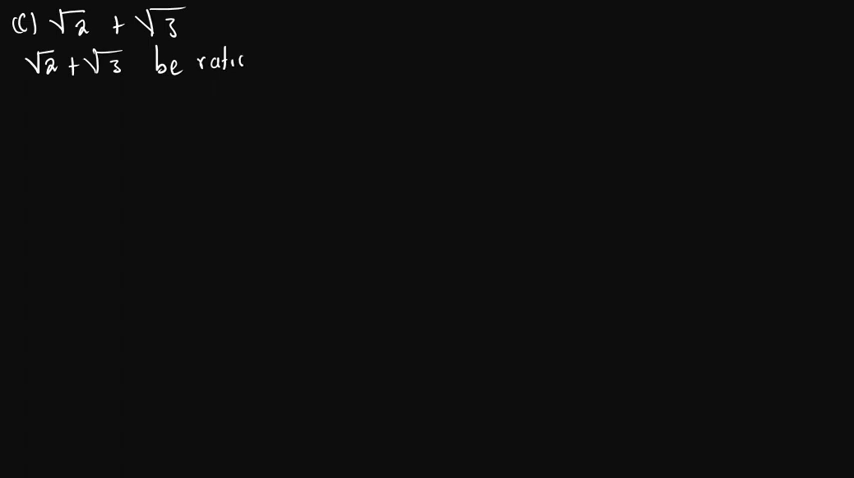 (c) √2 + √3
√2 + √3 be ratio